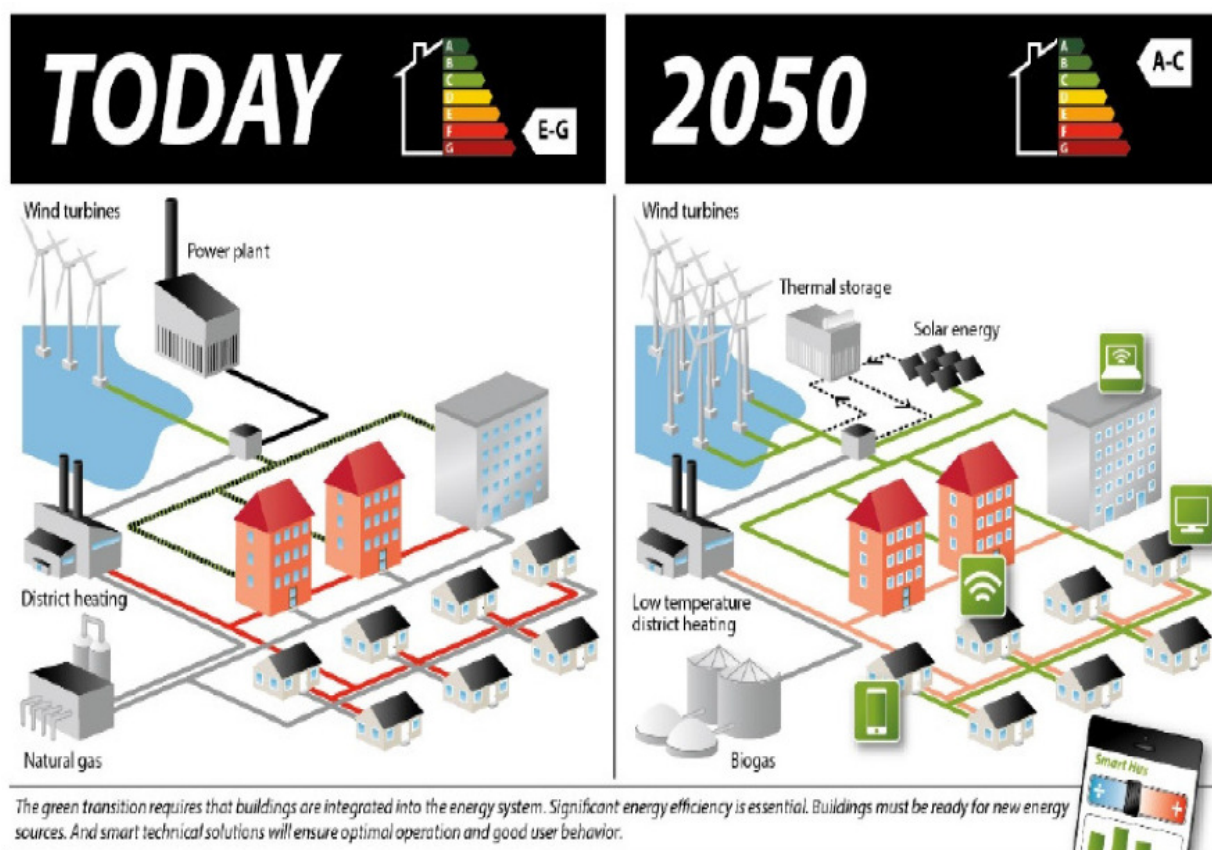 TODAY
A
B
C
D
E
F
G
E-G
Wind turbines
Power plant
District heating
Natural gas
2050
A
B
C
D
E
F
G
A-C
Wind turbines
Thermal storage
Solar energy
Low temperature
district heating
Biogas
Smart Hus
The green transition requires that buildings are integrated into the energy system. Significant energy efficiency is essential. Buildings must be ready for new energy
sources. And smart technical solutions will ensure optimal operation and good user behavior.